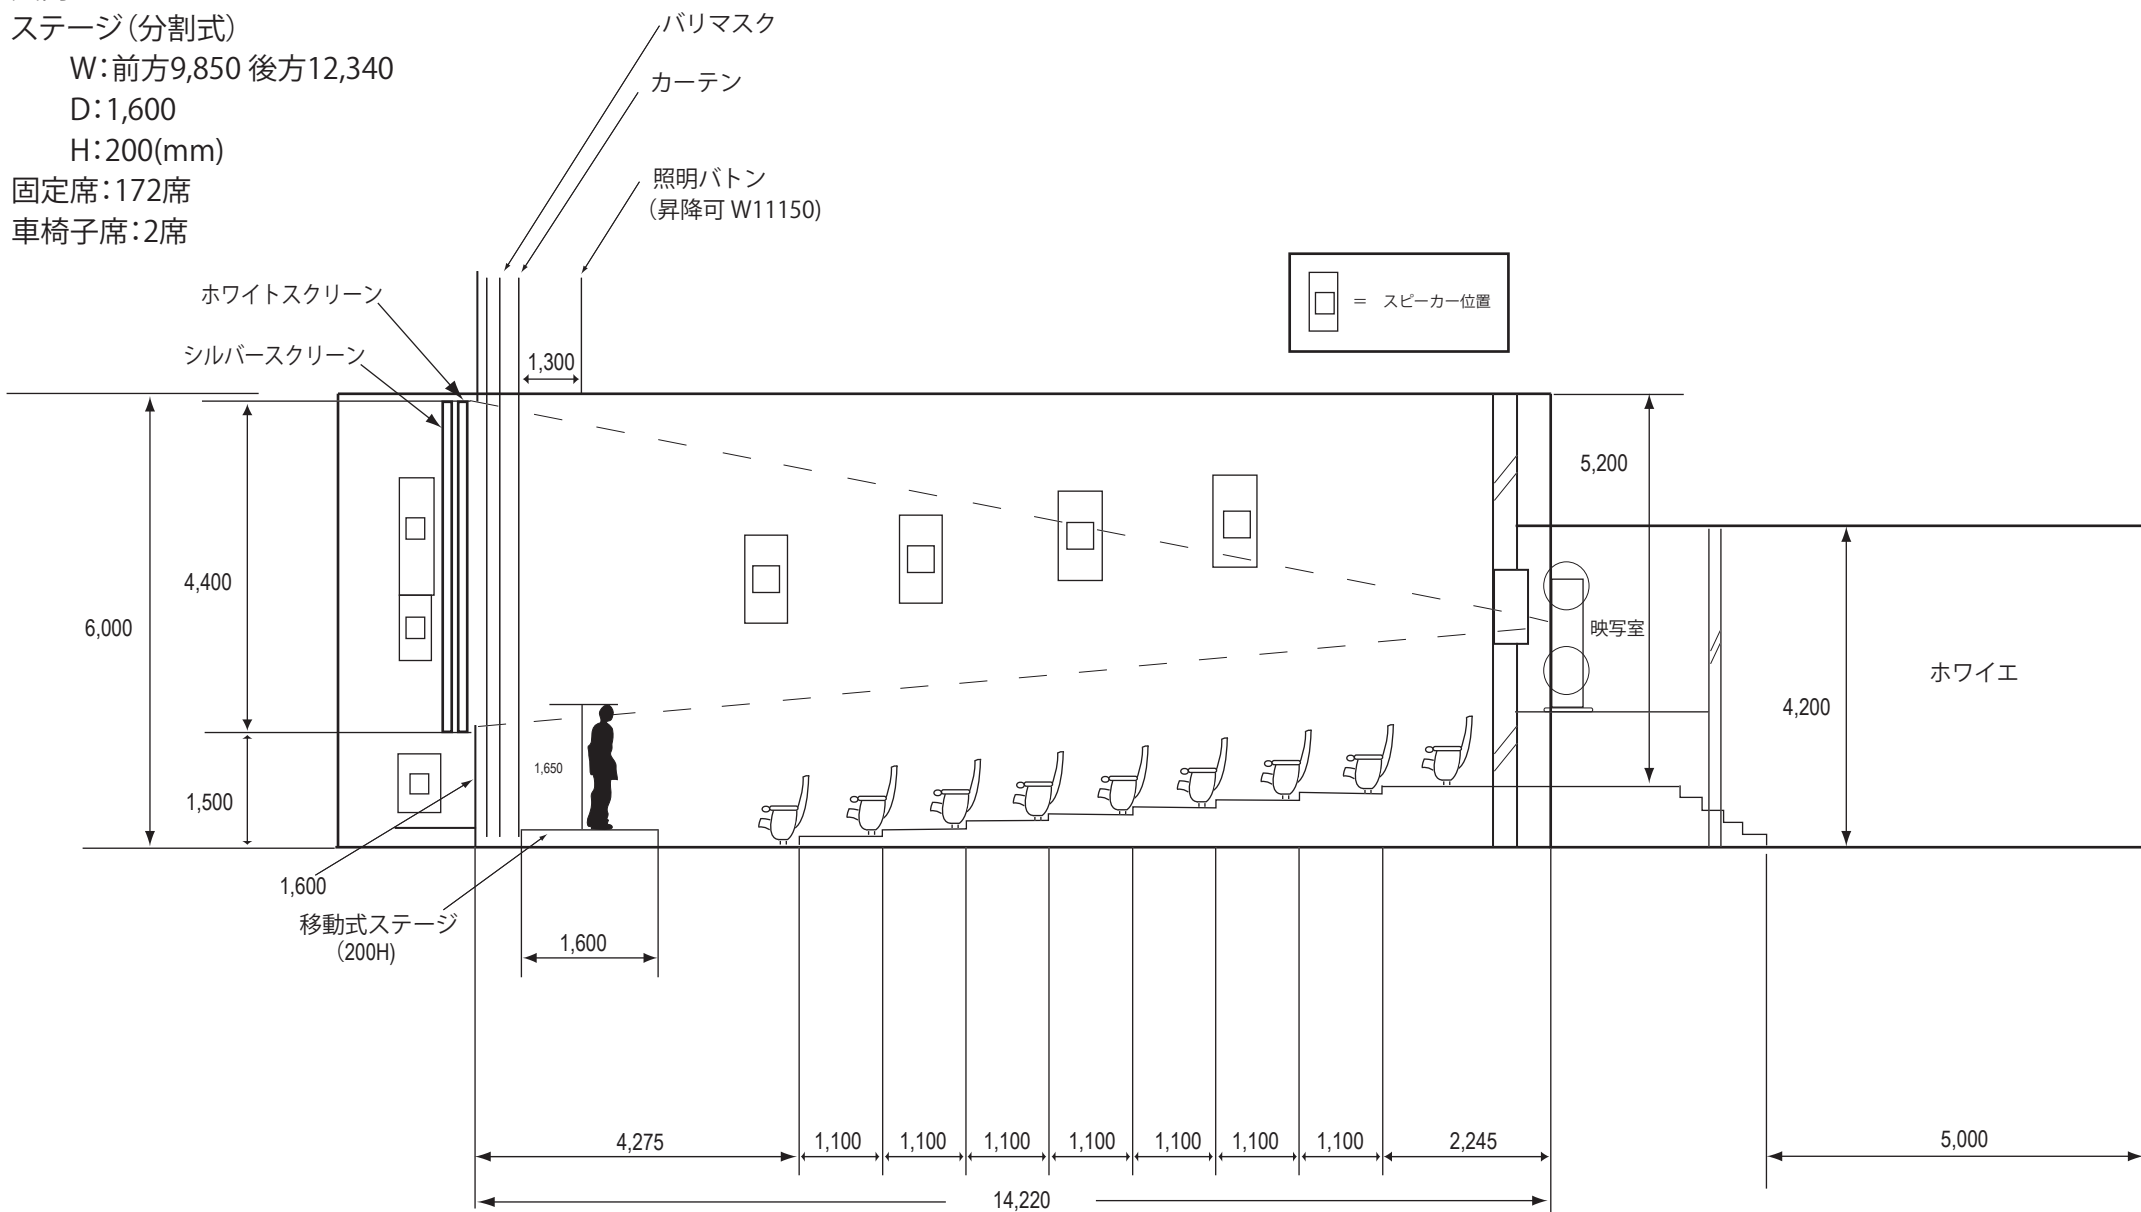 ステージ（分割式）
W：前方9,850 後方12,340
D：1,600
H：200(mm)
固定席：172席
車椅子席：2席
バリマスク
カーテン
照明バトン
（昇降可 W11150)
ホワイトスクリーン
シルバースクリーン
1,300
＝ スピーカー位置
5,200
4,400
6,000
映写室
ホワイエ
4,200
1,650
1,500
1,600
移動式ステージ
（200H)
1,600
4,275
1,100
1,100
1,100
1,100
1,100
1,100
1,100
2,245
5,000
14,220